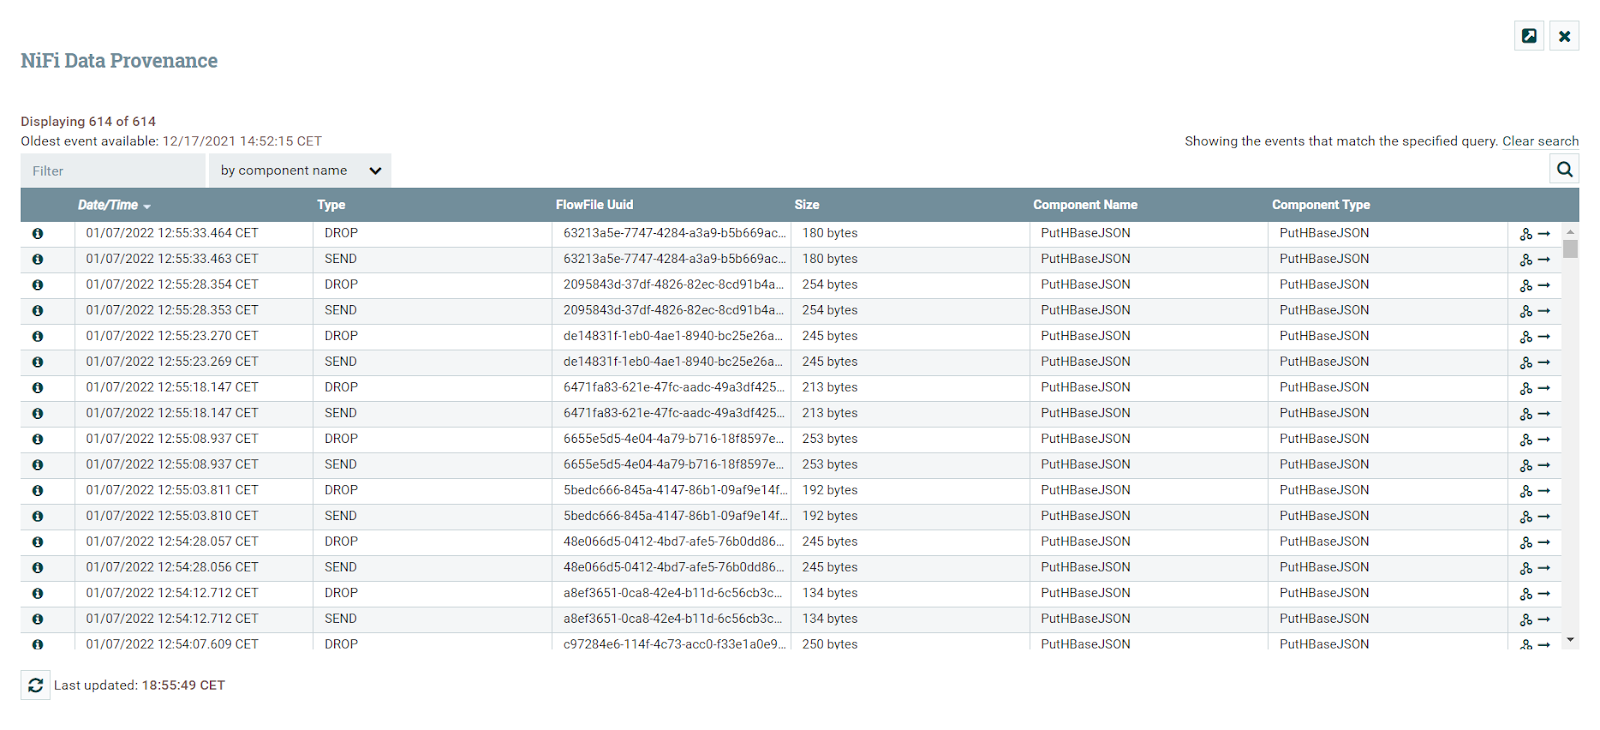 NiFi Data Provenance
Displaying 614 of 614
Oldest event available: 12/17/2021 14:52:15 CET
Showing the events that match the specified query. Clear search
Filter by component name
Date/Time Type FlowFile Uuid Size Component Name Component Type
01/07/2022 12:55:33.464 CET DROP 63213a5e-7747-4284-a3a9-b5b669ac... 180 bytes PutHBaseJSON PutHBaseJSON
01/07/2022 12:55:33.463 CET SEND 63213a5e-7747-4284-a3a9-b5b669ac... 180 bytes PutHBaseJSON PutHBaseJSON
01/07/2022 12:55:28.354 CET DROP 2095843d-37df-4826-82ec-8cd91b4a... 254 bytes PutHBaseJSON PutHBaseJSON
01/07/2022 12:55:28.353 CET SEND 2095843d-37df-4826-82ec-8cd91b4a... 254 bytes PutHBaseJSON PutHBaseJSON
01/07/2022 12:55:23.270 CET DROP de14831f-1eb0-4ae1-8940-bc25e26a... 245 bytes PutHBaseJSON PutHBaseJSON
01/07/2022 12:55:23.269 CET SEND de14831f-1eb0-4ae1-8940-bc25e26a... 245 bytes PutHBaseJSON PutHBaseJSON
01/07/2022 12:55:18.147 CET DROP 6471fa83-621e-47fc-aadc-49a3df425... 213 bytes PutHBaseJSON PutHBaseJSON
01/07/2022 12:55:18.147 CET SEND 6471fa83-621e-47fc-aadc-49a3df425... 213 bytes PutHBaseJSON PutHBaseJSON
01/07/2022 12:55:08.937 CET DROP 6655e5d5-4e04-4a79-b716-18f8597e... 253 bytes PutHBaseJSON PutHBaseJSON
01/07/2022 12:55:08.937 CET SEND 6655e5d5-4e04-4a79-b716-18f8597e... 253 bytes PutHBaseJSON PutHBaseJSON
01/07/2022 12:55:03.811 CET DROP 5bedc666-845a-4147-86b1-09af9e14f... 192 bytes PutHBaseJSON PutHBaseJSON
01/07/2022 12:55:03.810 CET SEND 5bedc666-845a-4147-86b1-09af9e14f... 192 bytes PutHBaseJSON PutHBaseJSON
01/07/2022 12:54:28.057 CET DROP 48e066d5-0412-4bd7-afe5-76b0dd86... 245 bytes PutHBaseJSON PutHBaseJSON
01/07/2022 12:54:28.056 CET SEND 48e066d5-0412-4bd7-afe5-76b0dd86... 245 bytes PutHBaseJSON PutHBaseJSON
01/07/2022 12:54:12.712 CET DROP a8ef3651-0ca8-42e4-b11d-6c56cb3c... 134 bytes PutHBaseJSON PutHBaseJSON
01/07/2022 12:54:12.712 CET SEND a8ef3651-0ca8-42e4-b11d-6c56cb3c... 134 bytes PutHBaseJSON PutHBaseJSON
01/07/2022 12:54:07.609 CET DROP c97284e6-114f-4c73-acc0-f33e1a0e9... 250 bytes PutHBaseJSON PutHBaseJSON
Last updated: 18:55:49 CET